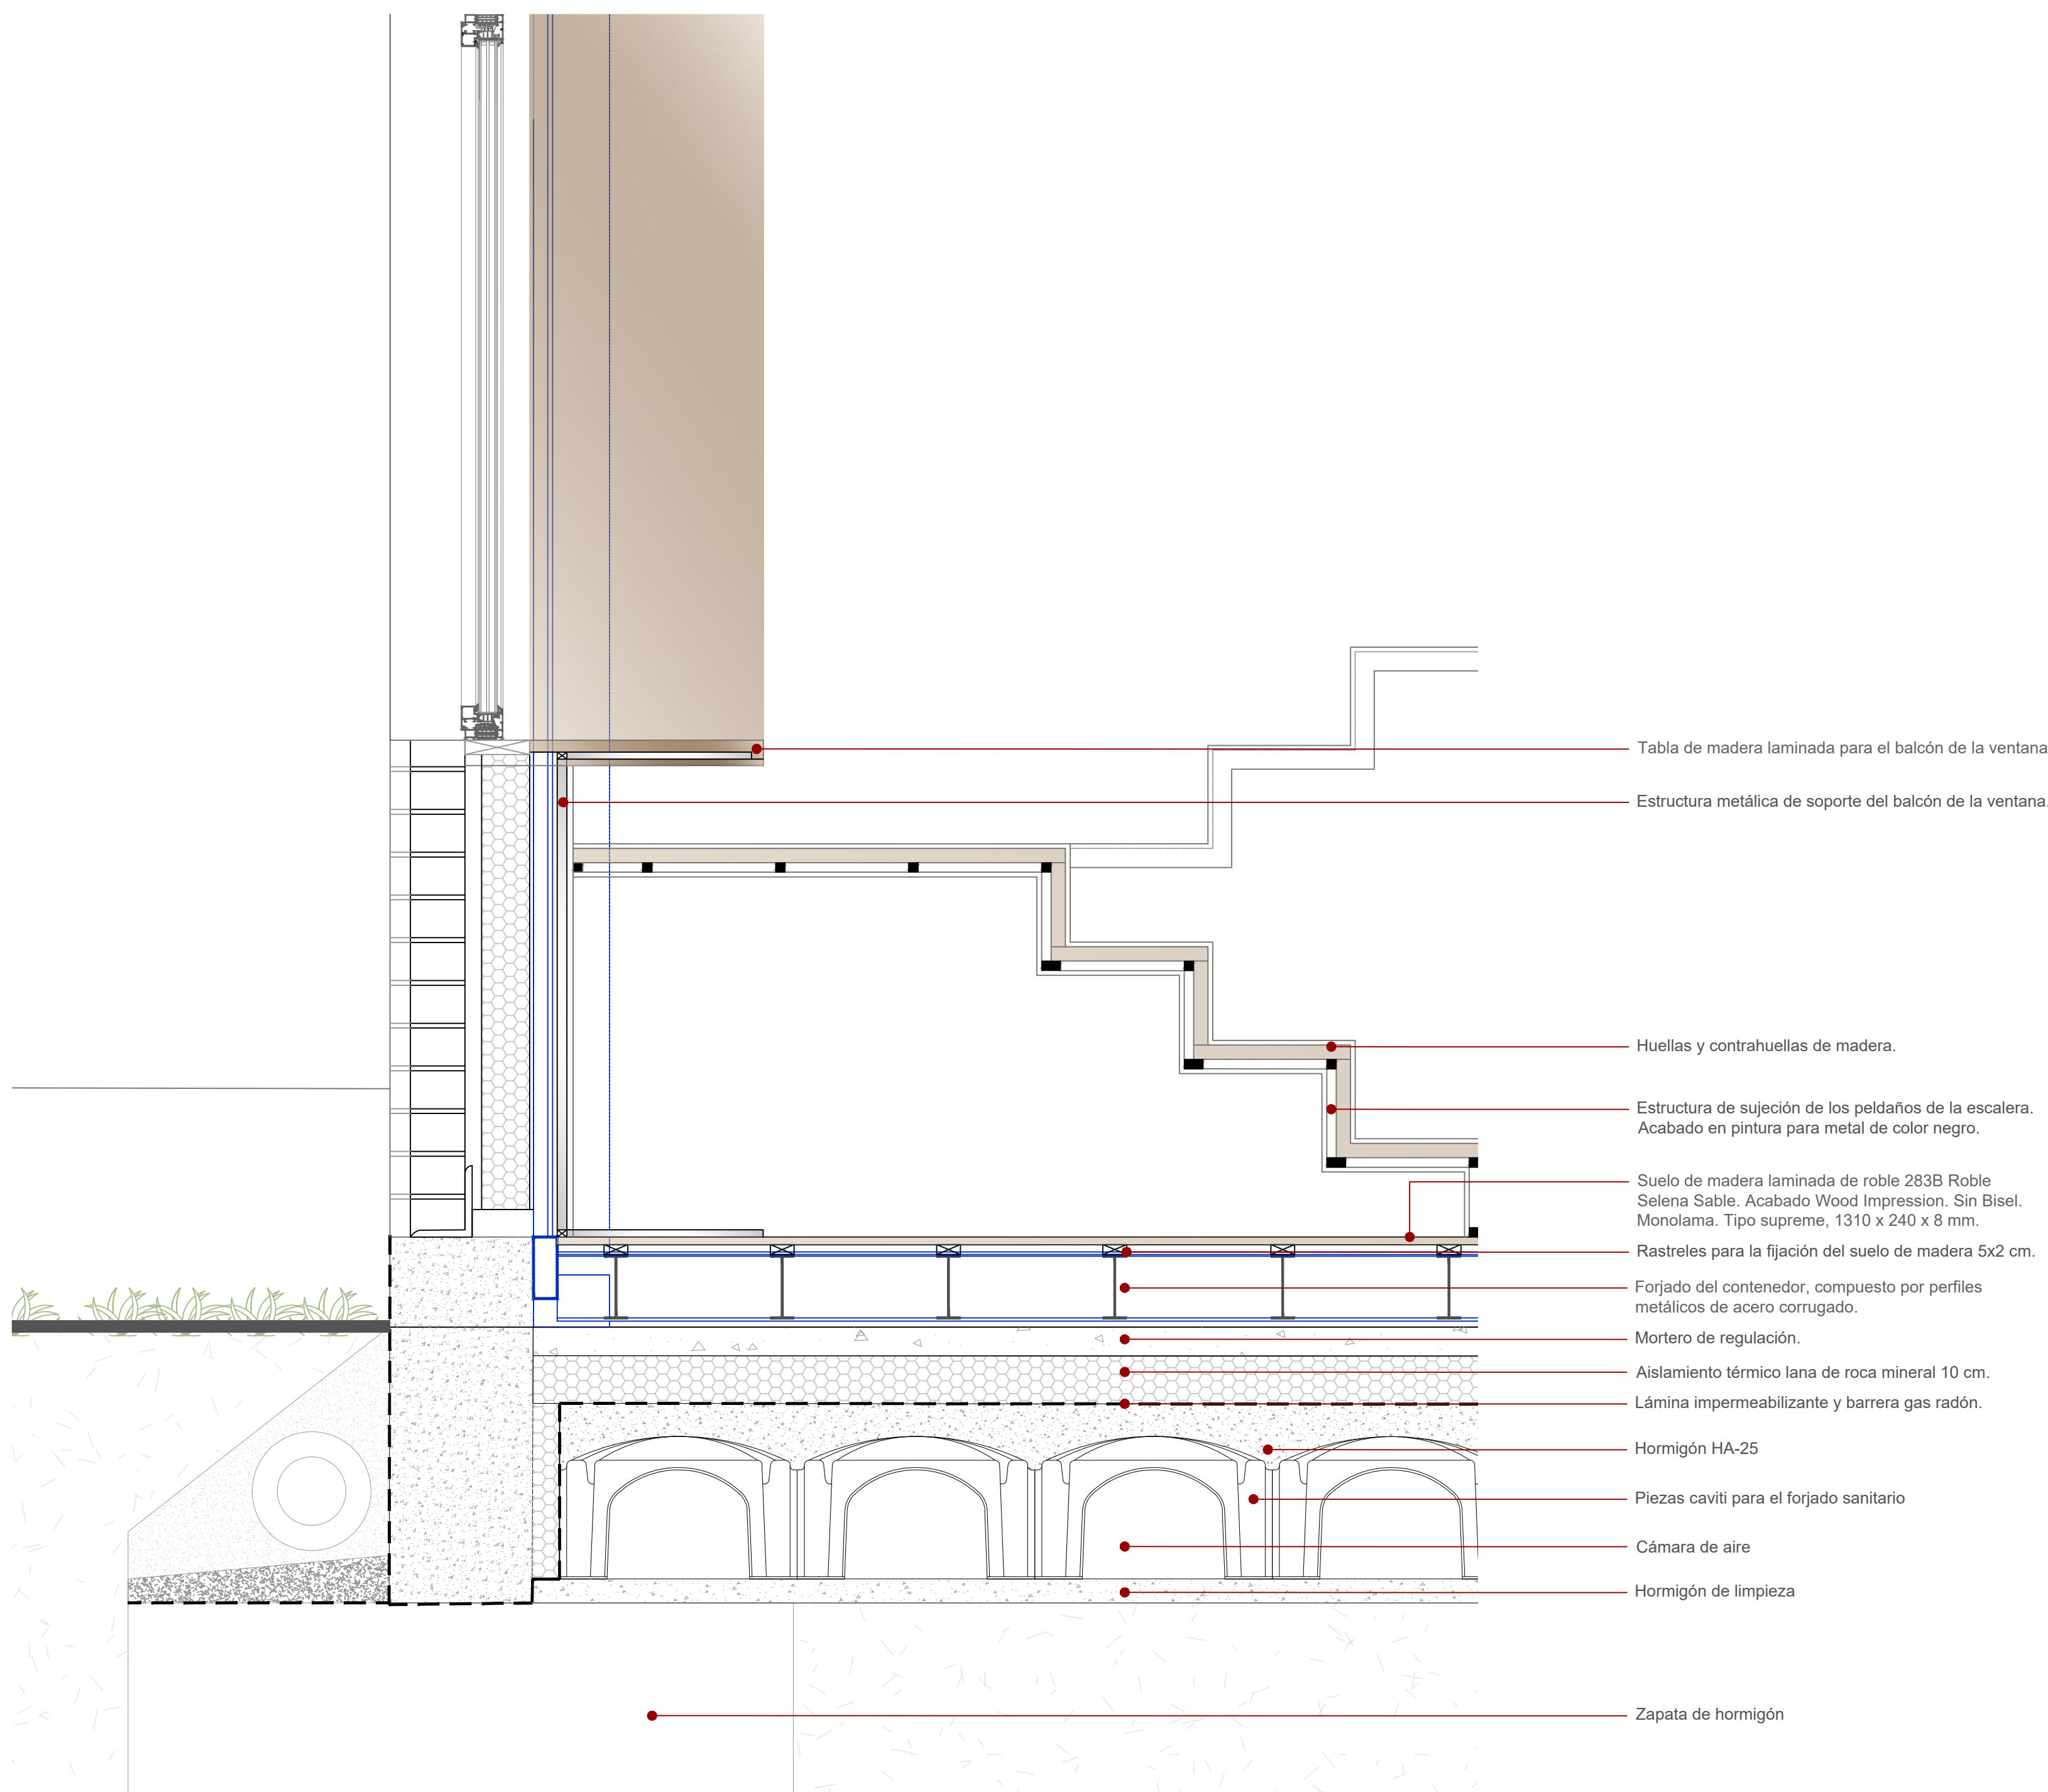 Tabla de madera laminada para el balcón de la ventana
Estructura metálica de soporte del balcón de la ventana.
Huellas y contrahuellas de madera.
Estructura de sujeción de los peldaños de la escalera.
Acabado en pintura para metal de color negro.
Suelo de madera laminada de roble 283B Roble
Selena Sable. Acabado Wood Impression. Sin Bisel.
Monolama. Tipo supreme, 1310 x 240 x 8 mm.
Rastreles para la fijación del suelo de madera 5x2 cm.
Forjado del contenedor, compuesto por perfiles
metálicos de acero corrugado.
Mortero de regulación.
Aislamiento térmico lana de roca mineral 10 cm.
Lámina impermeabilizante y barrera gas radón.
Hormigón HA-25
Piezas caviti para el forjado sanitario
Cámara de aire
Hormigón de limpieza
Zapata de hormigón